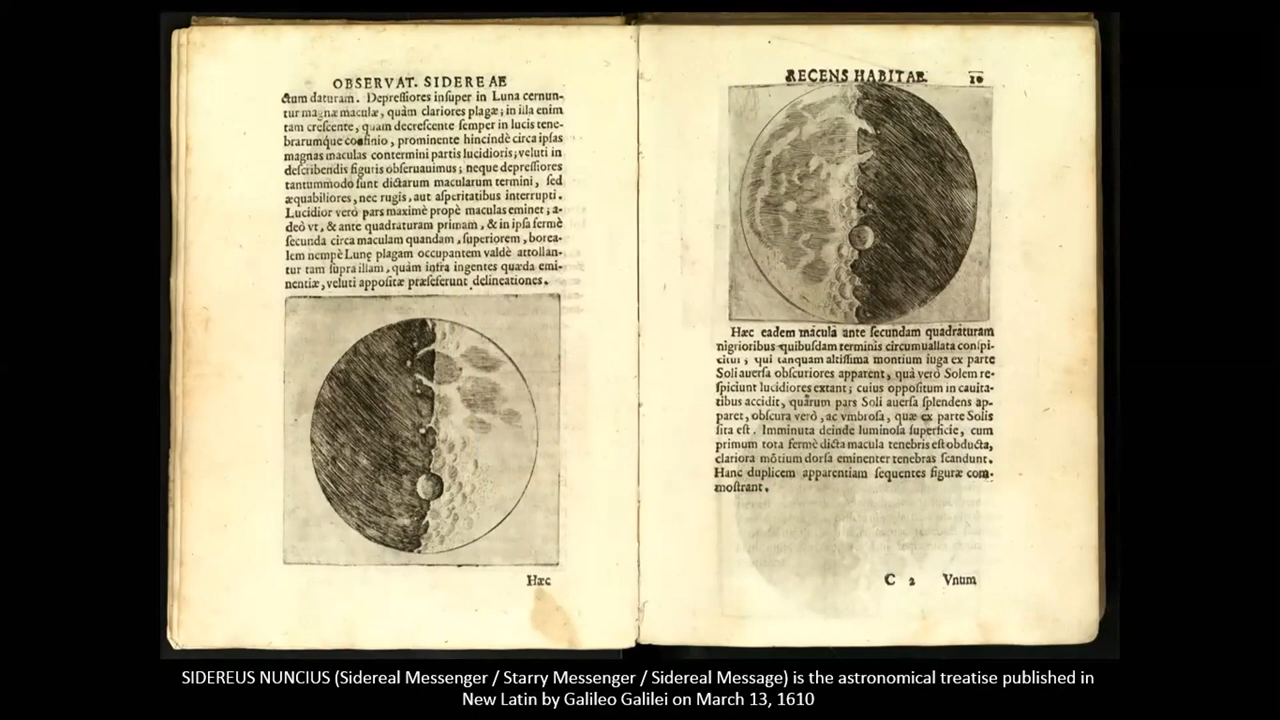 OBSERVAT. SIDEREAE
ctum daturam. Depreſſiores inſuper in Luna cernun-
tur magnæ maculæ, quàm clariores plagæ; in illa enim
tam creſcente, quam decreſcente ſemper in lucis tene-
brarumque confinio, prominente hincindè circa ipſas
magnas maculas contermini partis lucidioris; veluti in
deſcribendis figuris obſeruauimus; neque depreſſiores
tantummodo ſunt dictarum macularum termini, ſed
æquabiliores, nec rugis, aut aſperitatibus interrupti.
Lucidior verò pars maximè propè maculas eminet; a-
deò vt, & ante quadraturam primam, & in ipſa fermè
ſecunda circa maculam quandam, ſuperiorem, borea-
lem nempè Lunę plagam occupantem valdè attollan-
tur tam ſupra illam, quàm infra ingentes quæda emi-
nentiæ, veluti appoſitæ præſeferunt delineationes.
Hæc
RECENS HABITAE.
10
Hæc eadem macula ante ſecundam quadraturam
nigrioribus quibuſdam terminis circumuallata conſpi-
citur; qui tanquam altiſſima montium iuga ex parte
Soli auerſa obſcuriores apparent, quà verò Solem re-
ſpiciunt lucidiores extant; cuius oppoſitum in cauita-
tibus accidit, quarum pars Soli auerſa ſplendens ap-
paret, obſcura verò, ac vmbroſa, quæ ex parte Solis
ſita eſt. Imminuta deinde luminoſa ſuperficie, cum
primum tota fermè dicta macula tenebris eſt obducta,
clariora mõtium dorſa eminenter tenebras ſcandunt.
Hanc duplicem apparentiam ſequentes figuræ com-
moſtrant.
C 2 Vnum
SIDEREUS NUNCIUS (Sidereal Messenger / Starry Messenger / Sidereal Message) is the astronomical treatise published in
New Latin by Galileo Galilei on March 13, 1610